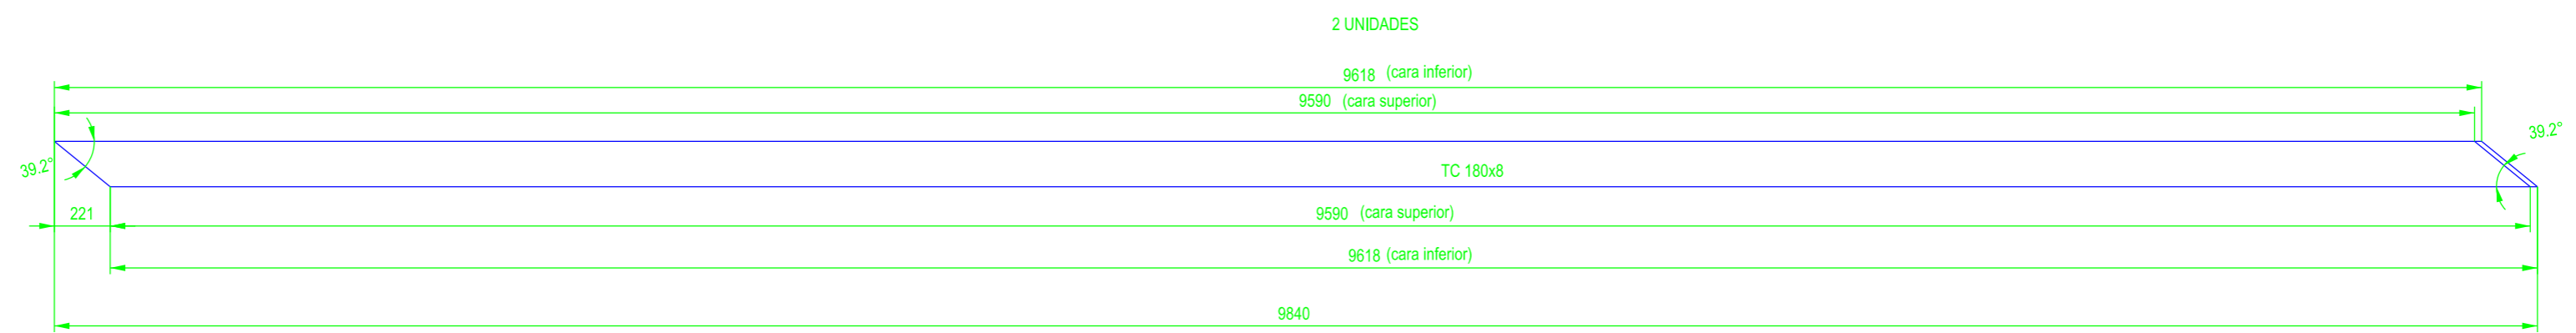 2 UNIDADES
9618 (cara inferior)
9590 (cara superior)
39.2°
39.2°
TC 180x8
221
9590 (cara superior)
9618 (cara inferior)
9840